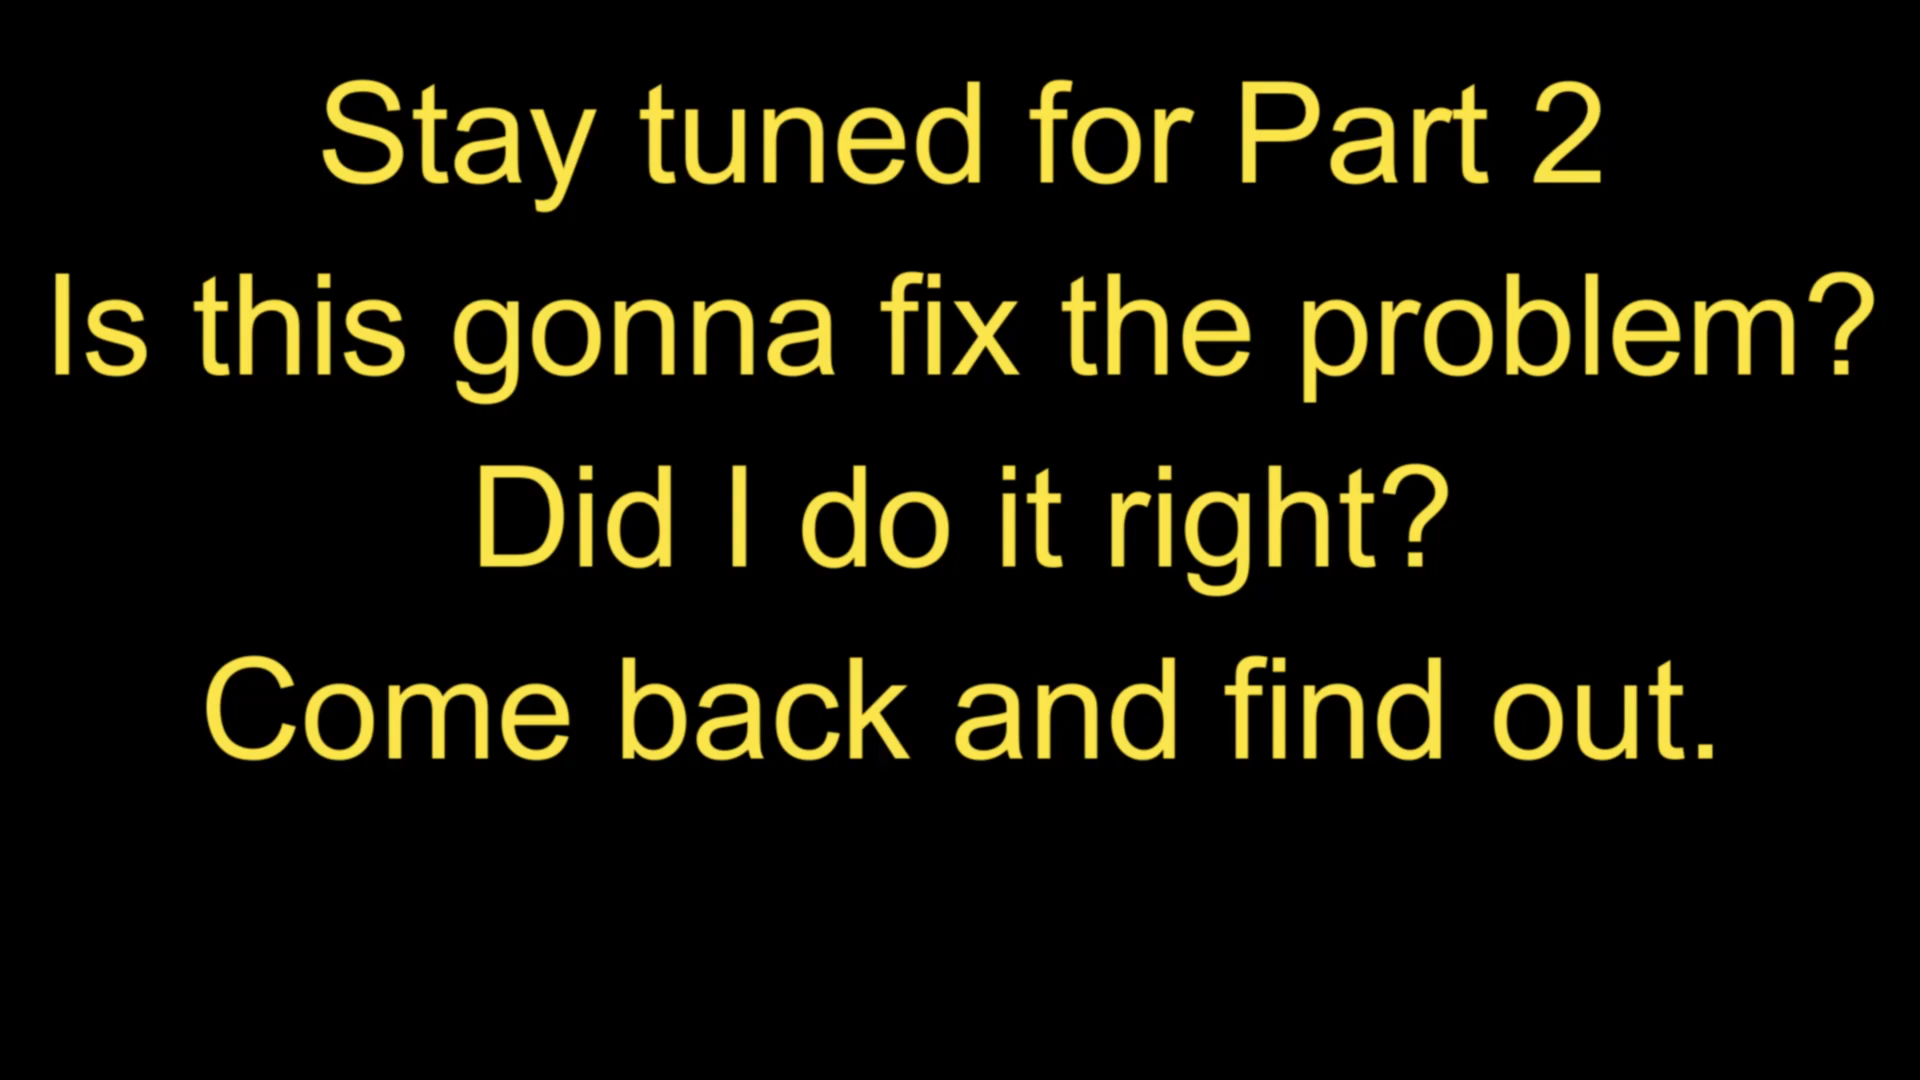 Stay tuned for Part 2
Is this gonna fix the problem?
Did I do it right?
Come back and find out.